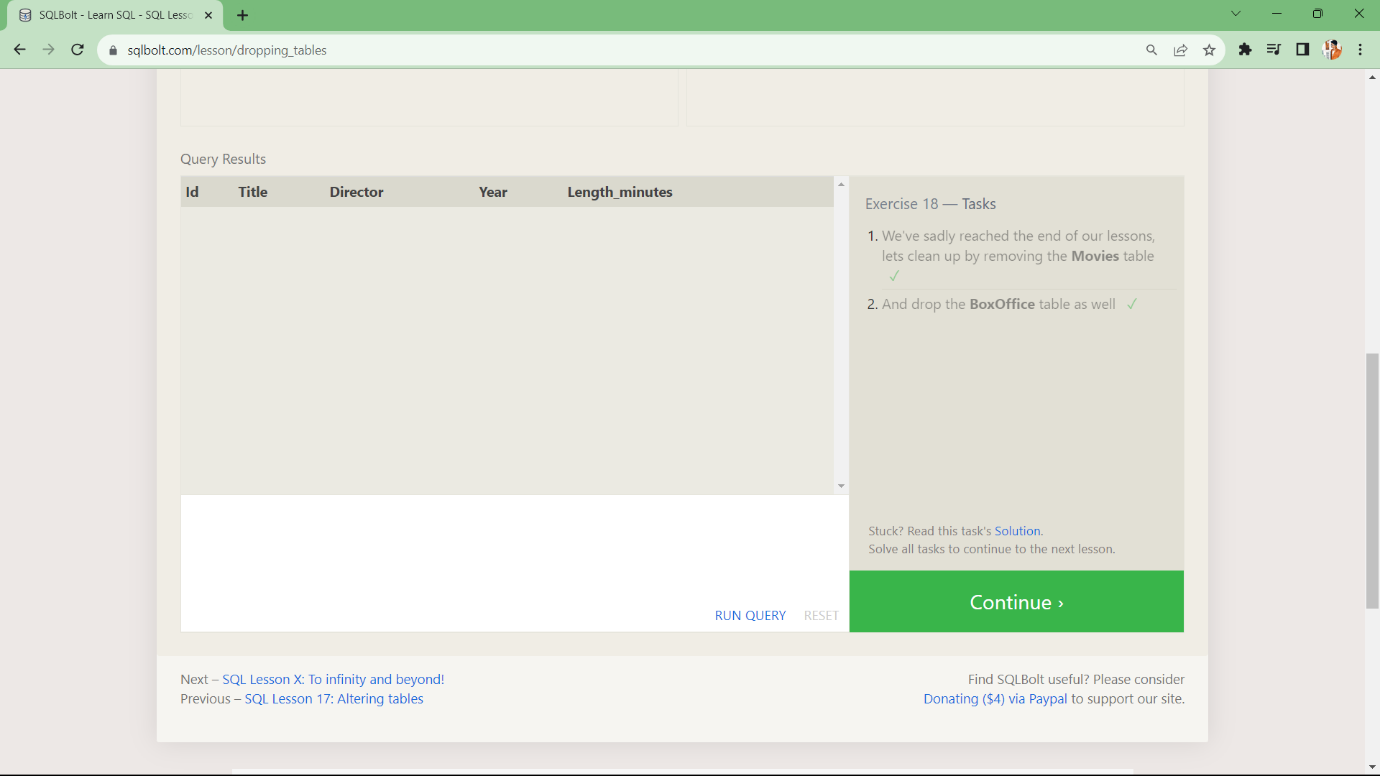 SQLBolt - Learn SQL - SQL Lesso
sqlbolt.com/lesson/dropping_tables
Query Results
Id Title Director Year Length_minutes
Exercise 18 — Tasks
1. We've sadly reached the end of our lessons,
lets clean up by removing the Movies table
✓
2. And drop the BoxOffice table as well ✓
Stuck? Read this task's Solution.
Solve all tasks to continue to the next lesson.
RUN QUERY RESET
Continue ›
Next – SQL Lesson X: To infinity and beyond!
Previous – SQL Lesson 17: Altering tables
Find SQLBolt useful? Please consider
Donating ($4) via Paypal to support our site.